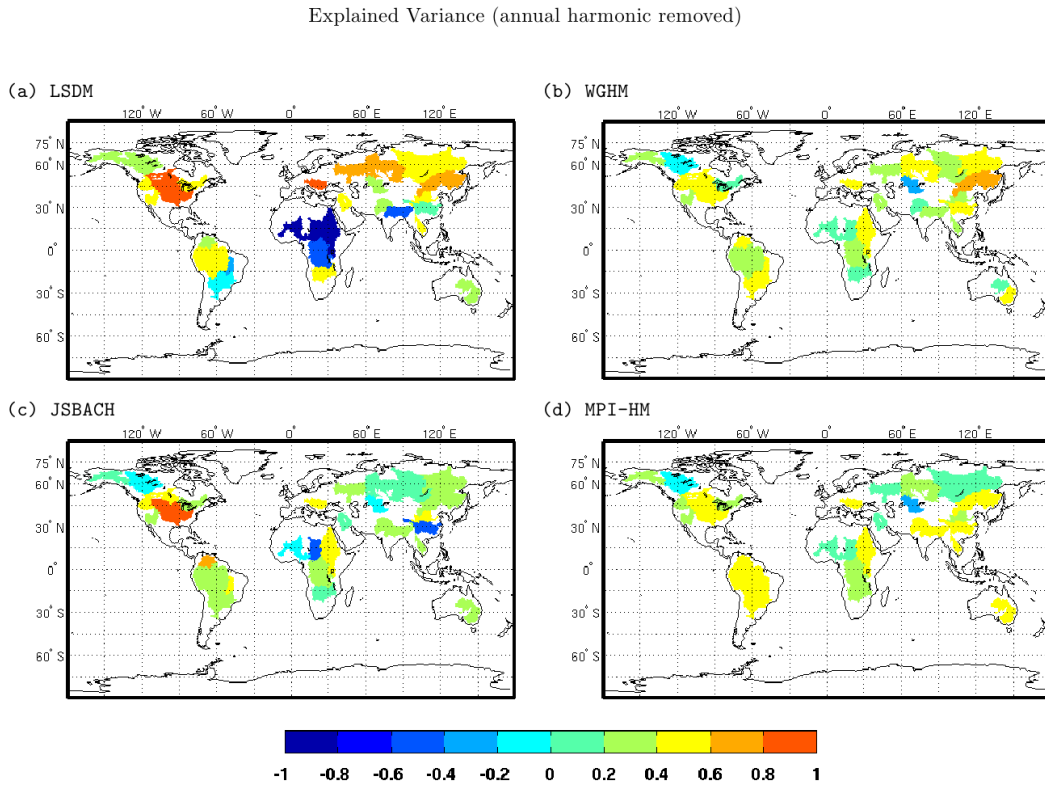 Explained Variance (annual harmonic removed)
(a) LSDM
120° W 60° W 0° 60° E 120° E
75° N
60° N
30° N
0°
30° S
60° S
(b) WGHM
120° W 60° W 0° 60° E 120° E
75° N
60° N
30° N
0°
30° S
60° S
(c) JSBACH
120° W 60° W 0° 60° E 120° E
75° N
60° N
30° N
0°
30° S
60° S
(d) MPI-HM
120° W 60° W 0° 60° E 120° E
75° N
60° N
30° N
0°
30° S
60° S
-1 -0.8 -0.6 -0.4 -0.2 0 0.2 0.4 0.6 0.8 1